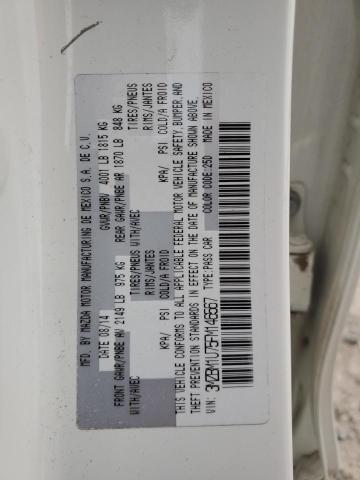 MFD. BY MAZDA MOTOR MANUFACTURING DE MEXICO S.A. DE C.V.
DATE 08/14 GVWR/PNBV 4001 LB 1815 KG
FRONT GAWR/PNBE AV 2149 LB 975 KG REAR GAWR/PNBE AR 1870 LB 848 KG
WITH/AVEC TIRES/PNEUS WITH/AVEC TIRES/PNEUS
RIMS/JANTES RIMS/JANTES
KPA/ PSI COLD/A FROID KPA/ PSI COLD/A FROID
THIS VEHICLE CONFORMS TO ALL APPLICABLE FEDERAL MOTOR VEHICLE SAFETY, BUMPER, AND
THEFT PREVENTION STANDARDS IN EFFECT ON THE DATE OF MANUFACTURE SHOWN ABOVE.
VIN: 3MZBM1U75FM146567 TYPE:PASS CAR COLOR CODE:25D MADE IN MEXICO